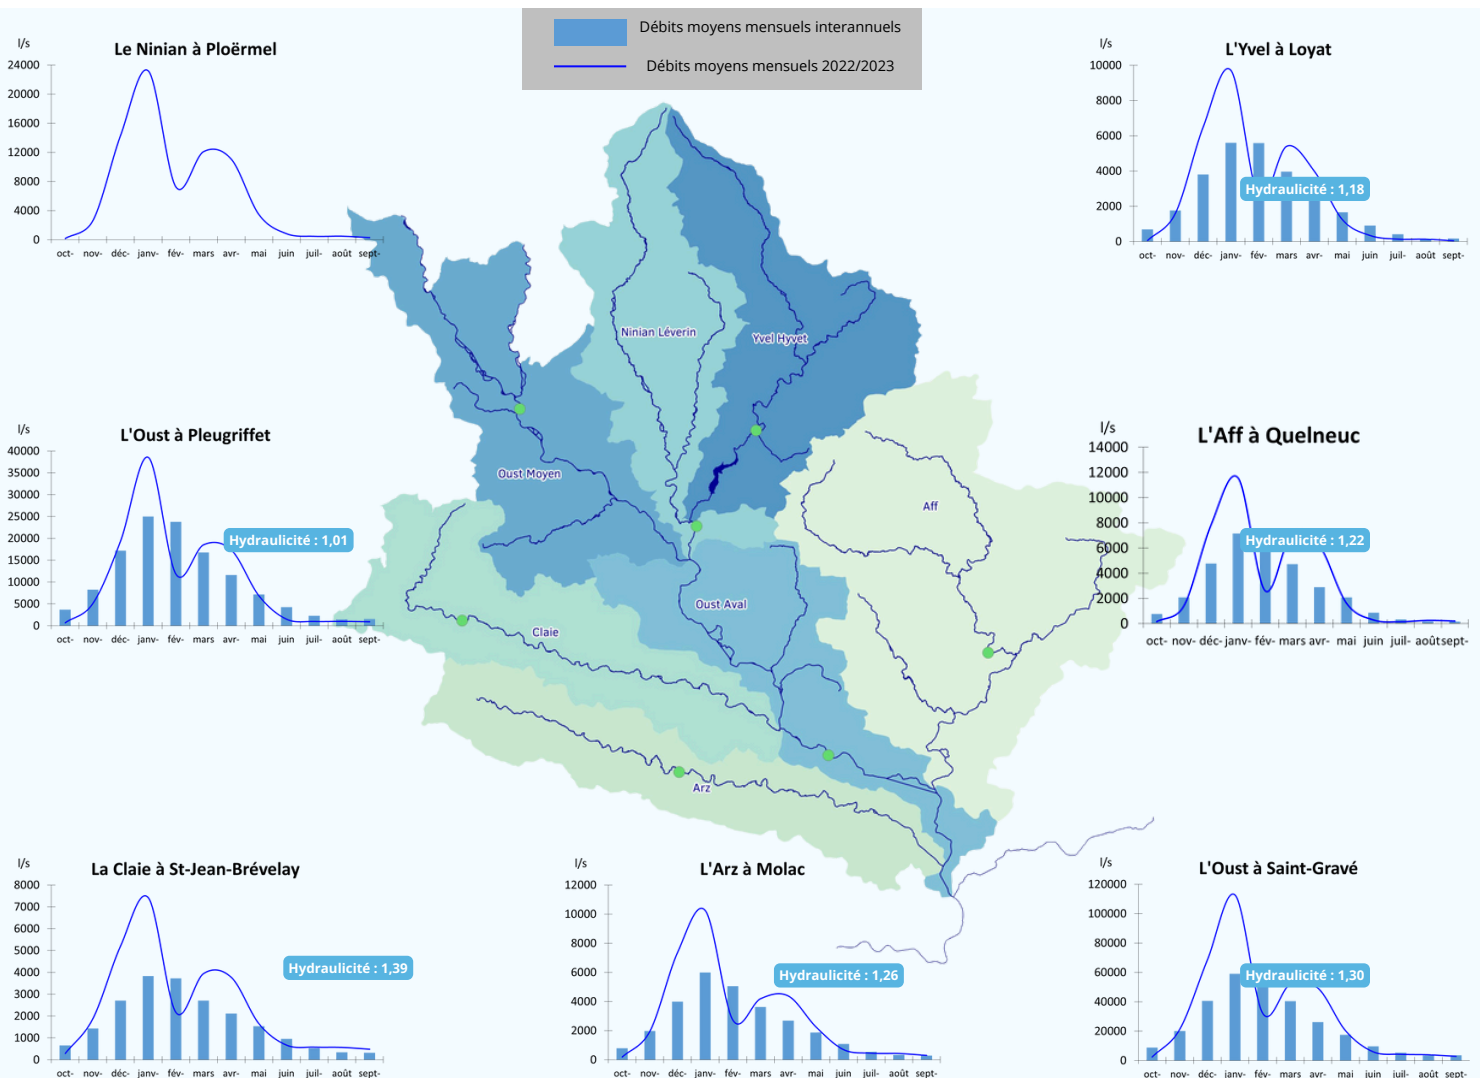 Débits moyens mensuels interannuels
Débits moyens mensuels 2022/2023
l/s
Le Ninian à Ploërmel
24000
20000
16000
12000
8000
4000
0
oct- nov- déc- janv- fév- mars avr- mai juin juil- août sept-
l/s
L'Yvel à Loyat
10000
8000
6000
4000
2000
0
Hydraulicité : 1,18
oct- nov- déc- janv- fév- mars avr- mai juin juil- août sept-
Ninian Léverin
Yvel Hyvet
Oust Moyen
Aff
Oust Aval
Claie
Arz
l/s
L'Oust à Pleugriffet
40000
35000
30000
25000
20000
15000
10000
5000
0
Hydraulicité : 1,01
oct- nov- déc- janv- fév- mars avr- mai juin juil- août sept-
l/s
L'Aff à Quelneuc
14000
12000
10000
8000
6000
4000
2000
0
Hydraulicité : 1,22
oct- nov- déc- janv- fév- mars avr- mai juin juil- août sept-
l/s
La Claie à St-Jean-Brévelay
8000
7000
6000
5000
4000
3000
2000
1000
0
Hydraulicité : 1,39
oct- nov- déc- janv- fév- mars avr- mai juin juil- août sept-
l/s
L'Arz à Molac
12000
10000
8000
6000
4000
2000
0
Hydraulicité : 1,26
oct- nov- déc- janv- fév- mars avr- mai juin juil- août sept-
l/s
L'Oust à Saint-Gravé
120000
100000
80000
60000
40000
20000
0
Hydraulicité : 1,30
oct- nov- déc- janv- fév- mars avr- mai juin juil- août sept-